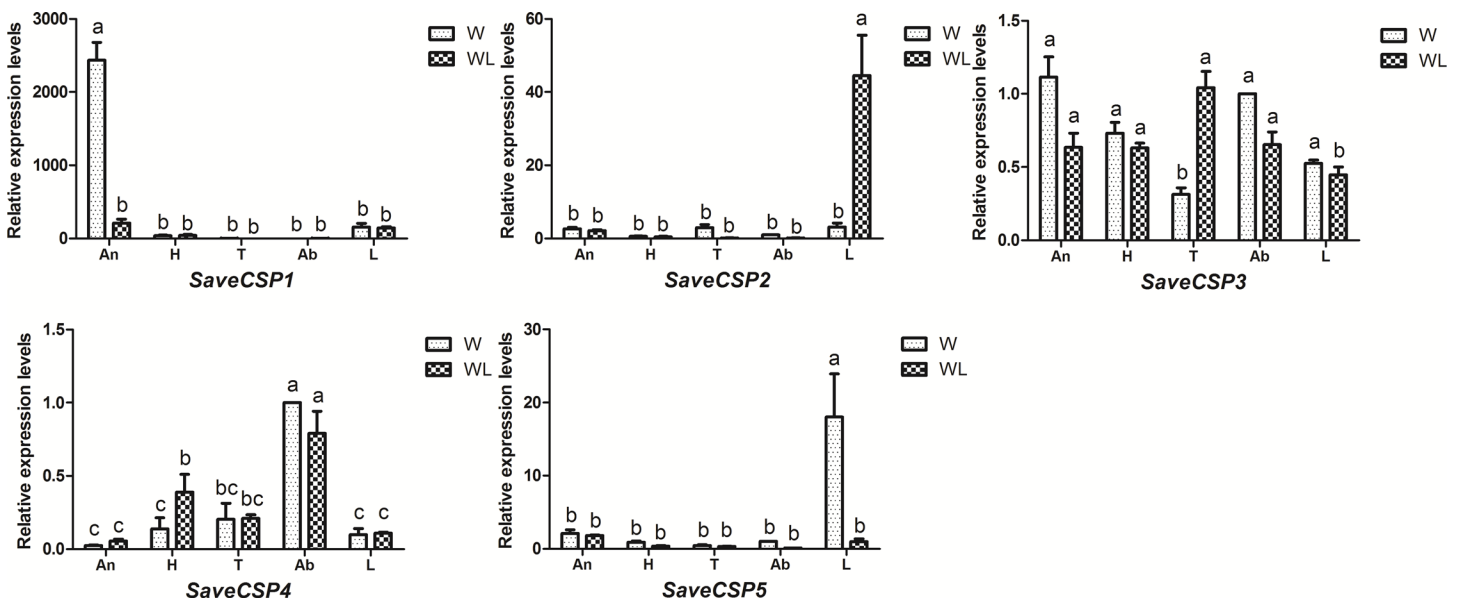 Relative expression levels
3000
2000
1000
0
a
b
b b
b b
b b
b b
An H T Ab L
SaveCSP1
W
WL
Relative expression levels
60
40
20
0
b b
b b
b b
b b
b a
An H T Ab L
SaveCSP2
W
WL
Relative expression levels
1.5
1.0
0.5
0.0
a a
a a
b a
a a
a b
An H T Ab L
SaveCSP3
W
WL
Relative expression levels
1.5
1.0
0.5
0.0
c c
c b
bc bc
a a
c c
An H T Ab L
SaveCSP4
W
WL
Relative expression levels
30
20
10
0
b b
b b
b b
b b
a b
An H T Ab L
SaveCSP5
W
WL